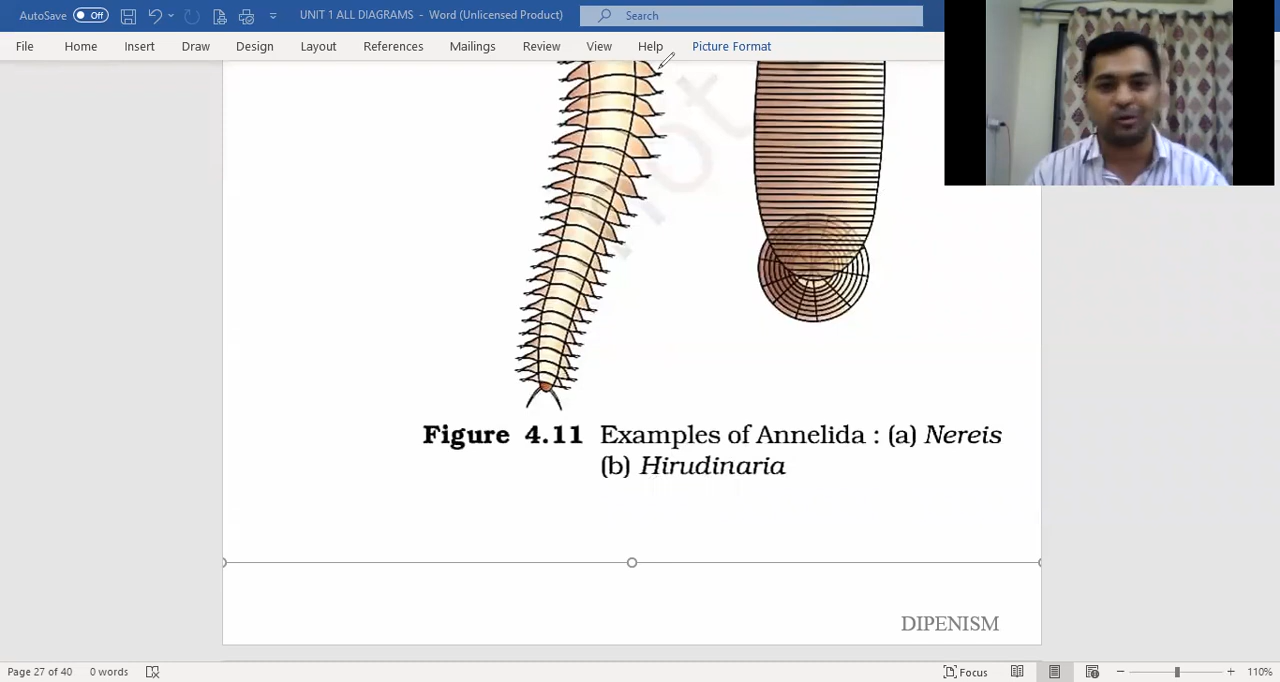 AutoSave Off UNIT 1 ALL DIAGRAMS - Word (Unlicensed Product) Search
File Home Insert Draw Design Layout References Mailings Review View Help Picture Format
not
Figure 4.11 Examples of Annelida : (a) Nereis
(b) Hirudinaria
DIPENISM
Page 27 of 40 0 words Focus 110%